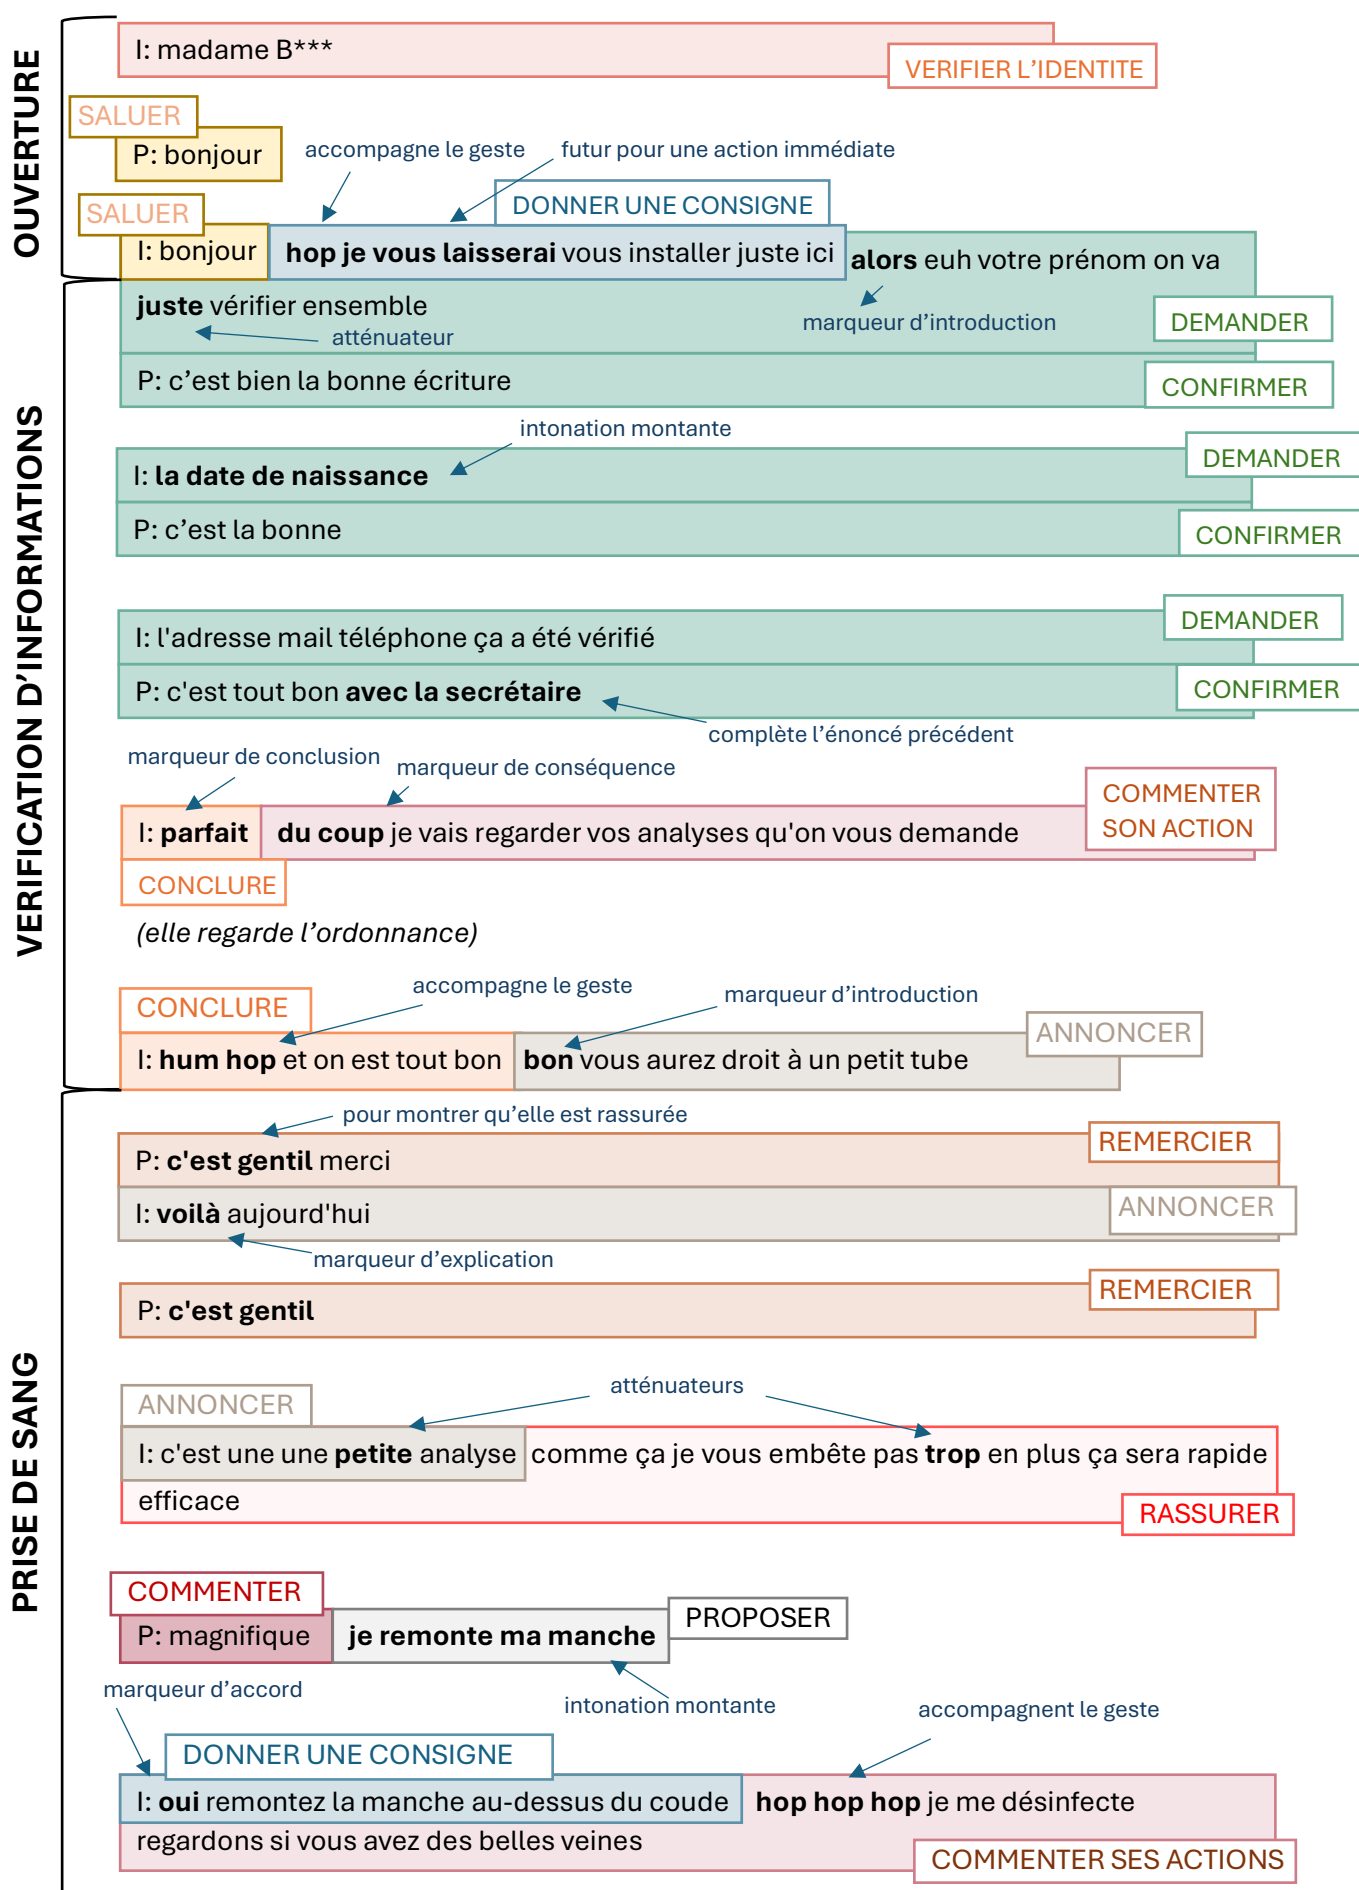 OUVERTURE
I: madame B***
VERIFIER L'IDENTITE
SALUER
P: bonjour
accompagne le geste
futur pour une action immédiate
SALUER
DONNER UNE CONSIGNE
I: bonjour hop je vous laisserai vous installer juste ici alors euh votre prénom on va
juste vérifier ensemble
marqueur d'introduction
DEMANDER
atténuateur
VERIFICATION D'INFORMATIONS
P: c'est bien la bonne écriture
CONFIRMER
intonation montante
I: la date de naissance
DEMANDER
P: c'est la bonne
CONFIRMER
I: l'adresse mail téléphone ça a été vérifié
DEMANDER
P: c'est tout bon avec la secrétaire
CONFIRMER
complète l'énoncé précédent
marqueur de conclusion
marqueur de conséquence
COMMENTER
SON ACTION
I: parfait du coup je vais regarder vos analyses qu'on vous demande
CONCLURE
(elle regarde l'ordonnance)
accompagne le geste
marqueur d'introduction
CONCLURE
ANNONCER
I: hum hop et on est tout bon bon vous aurez droit à un petit tube
PRISE DE SANG
pour montrer qu'elle est rassurée
P: c'est gentil merci
REMERCIER
I: voilà aujourd'hui
ANNONCER
marqueur d'explication
P: c'est gentil
REMERCIER
atténuateurs
ANNONCER
I: c'est une une petite analyse comme ça je vous embête pas trop en plus ça sera rapide
efficace
RASSURER
COMMENTER
PROPOSER
P: magnifique je remonte ma manche
marqueur d'accord
intonation montante
accompagnent le geste
DONNER UNE CONSIGNE
I: oui remontez la manche au-dessus du coude hop hop hop je me désinfecte
regardons si vous avez des belles veines
COMMENTER SES ACTIONS